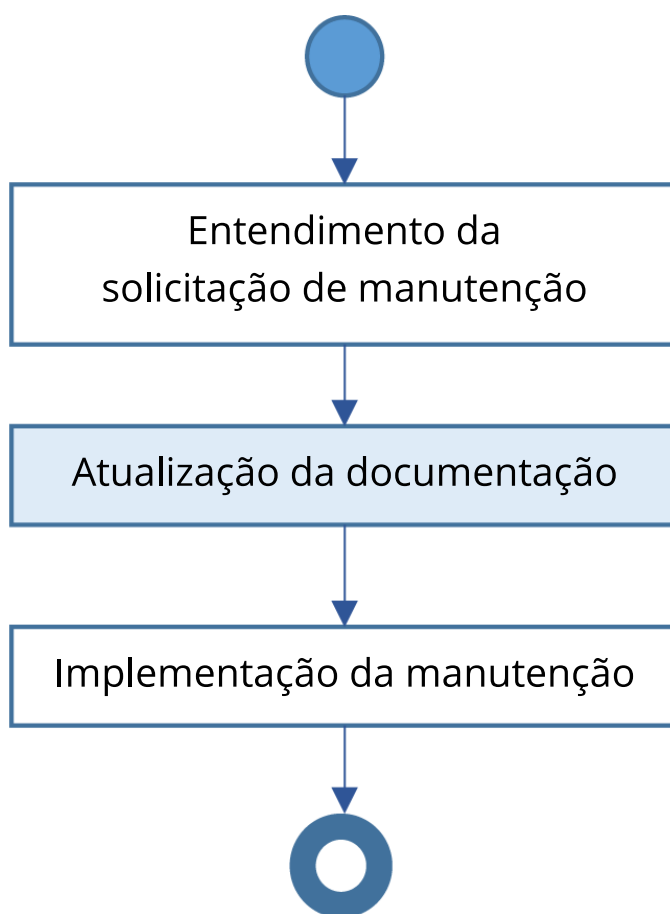 Entendimento da
solicitação de manutenção
Atualização da documentação
Implementação da manutenção